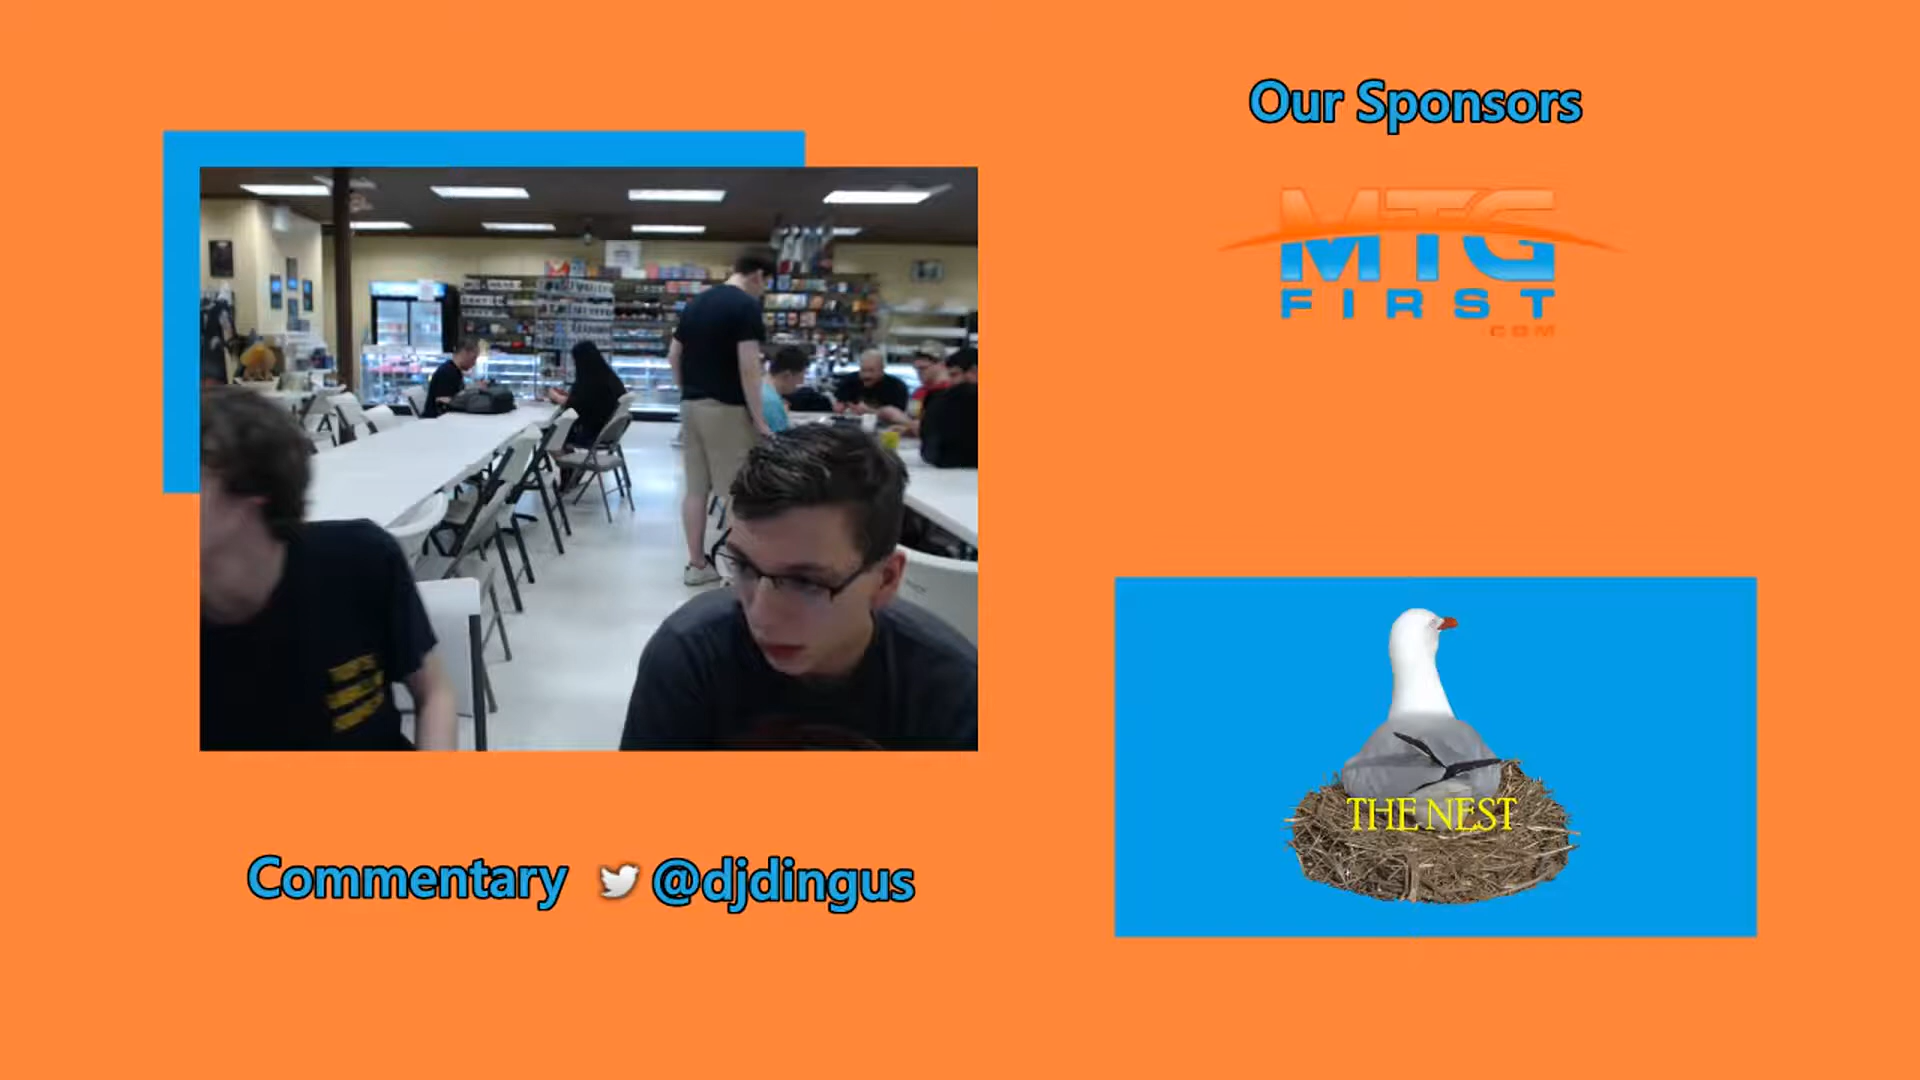 Our Sponsors
MTG
FIRST
.COM
THE NEST
Commentary @djdingus